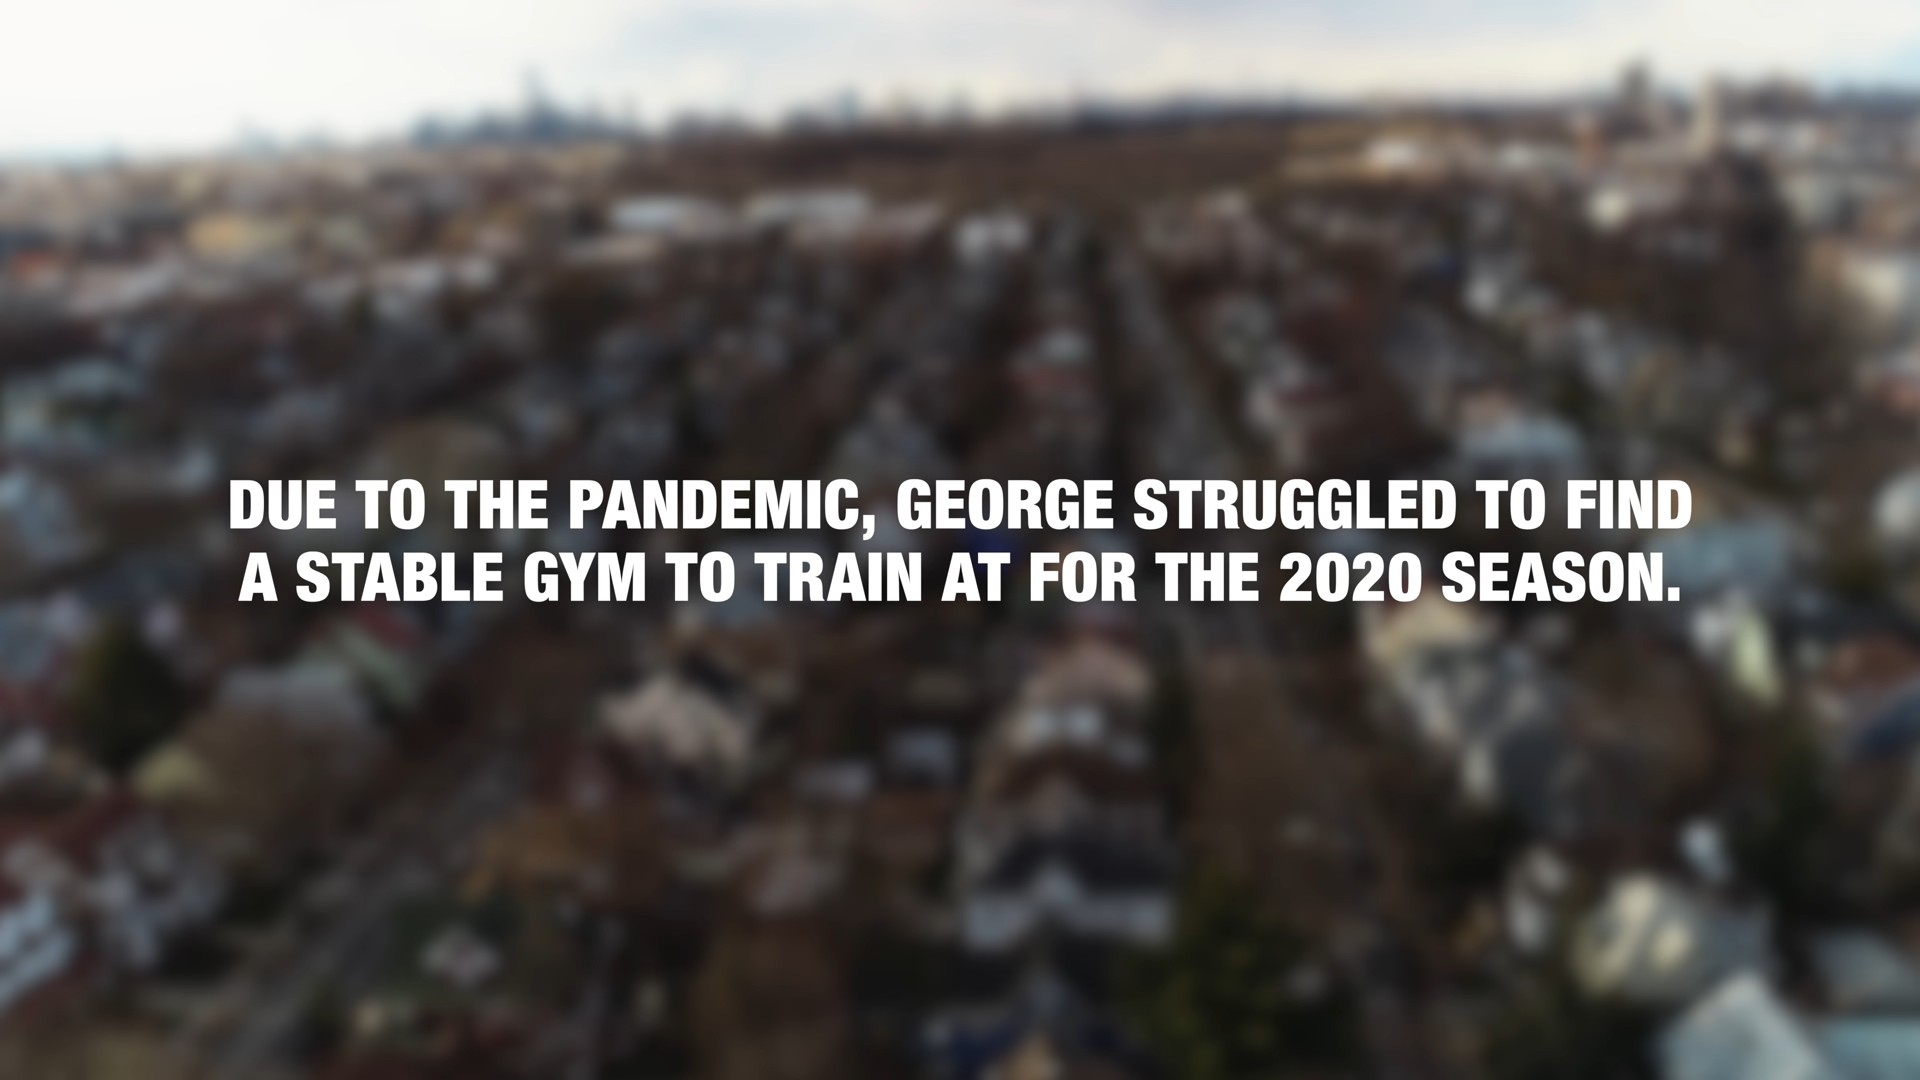 DUE TO THE PANDEMIC, GEORGE STRUGGLED TO FIND
A STABLE GYM TO TRAIN AT FOR THE 2020 SEASON.